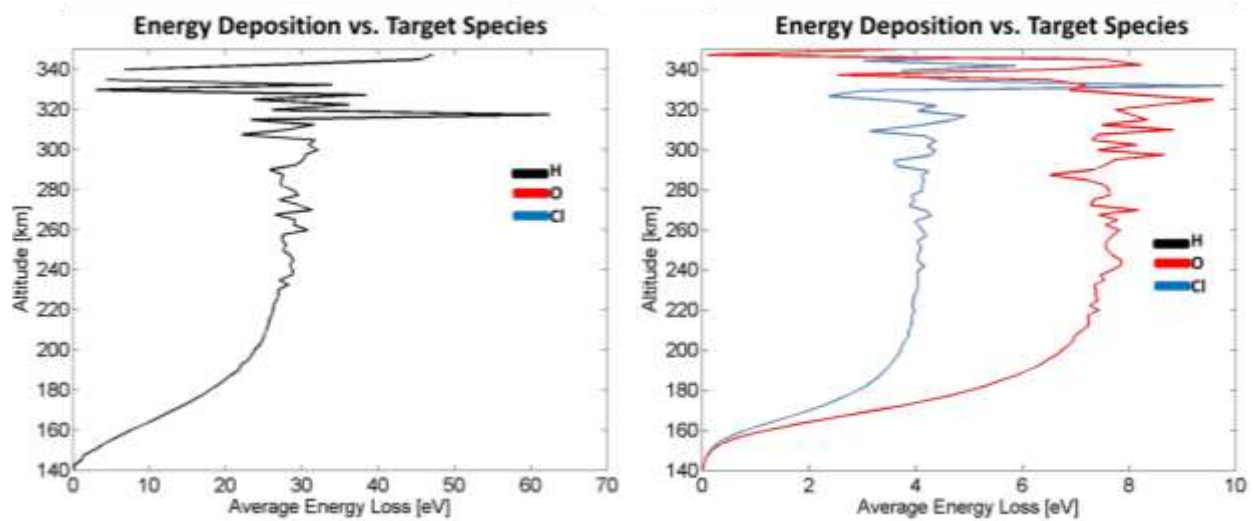 Energy Deposition vs. Target Species
340
320
300
280
260
240
220
200
180
160
140
Altitude [km]
H
O
Cl
0 10 20 30 40 50 60 70
Average Energy Loss [eV]
Energy Deposition vs. Target Species
340
320
300
280
260
240
220
200
180
160
140
Altitude [km]
H
O
Cl
0 2 4 6 8 10
Average Energy Loss [eV]